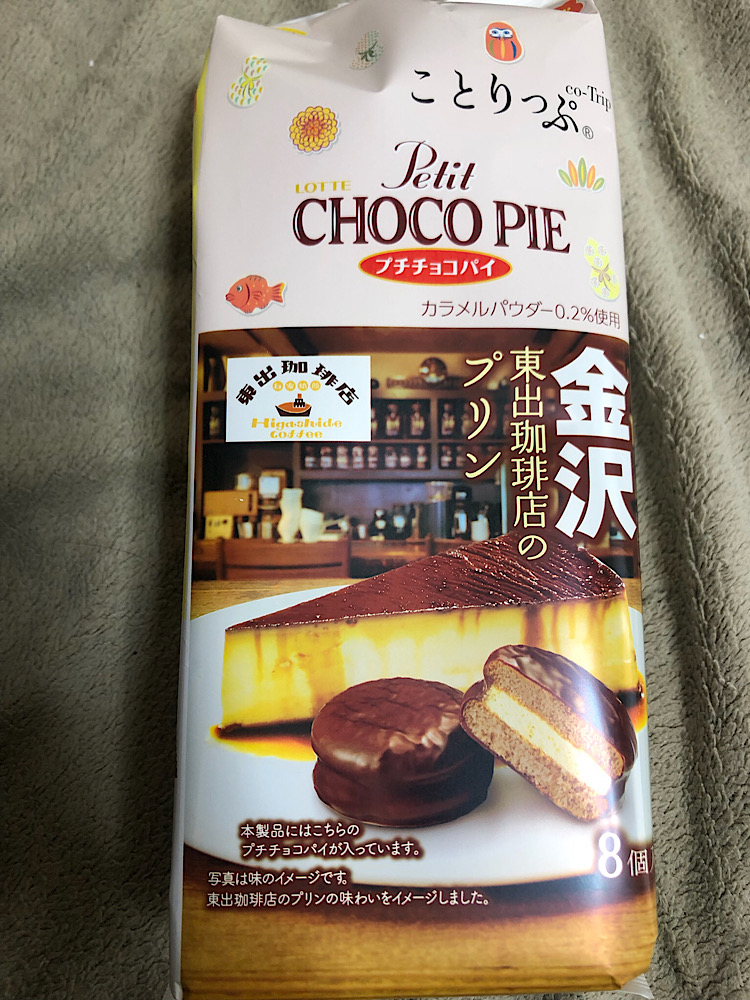 ことりっぷ®
co-Trip
LOTTE
Petit
CHOCO PIE
プチチョコパイ
カラメルパウダー0.2%使用
金沢
東出珈琲店の
プリン
東出珈琲店
Higashide
Coffee
本製品にはこちらの
プチチョコパイが入っています。
写真は味のイメージです。
東出珈琲店のプリンの味わいをイメージしました。
8個